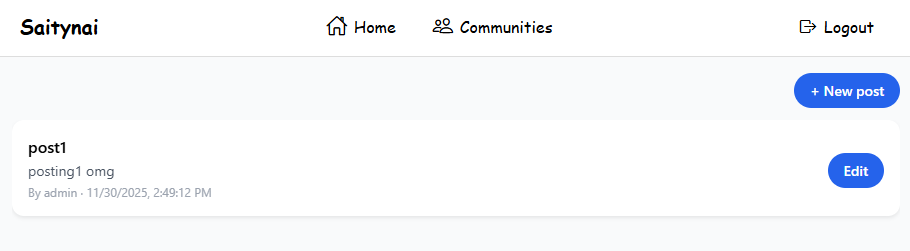 Saitynai
Home
Communities
Logout
+ New post
post1
posting1 omg
By admin · 11/30/2025, 2:49:12 PM
Edit